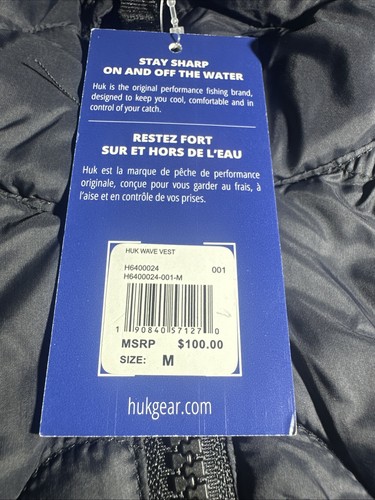 STAY SHARP
ON AND OFF THE WATER
Huk is the original performance fishing brand,
designed to keep you cool, comfortable and in
control of your catch.
RESTEZ FORT
SUR ET HORS DE L'EAU
Huk est la marque de pêche de performance
originale, conçue pour vous garder au frais, à
l'aise et en contrôle de vos prises.
HUK WAVE VEST
H6400024 001
H6400024-001-M
1 90840 57127 0
MSRP $100.00
SIZE: M
hukgear.com